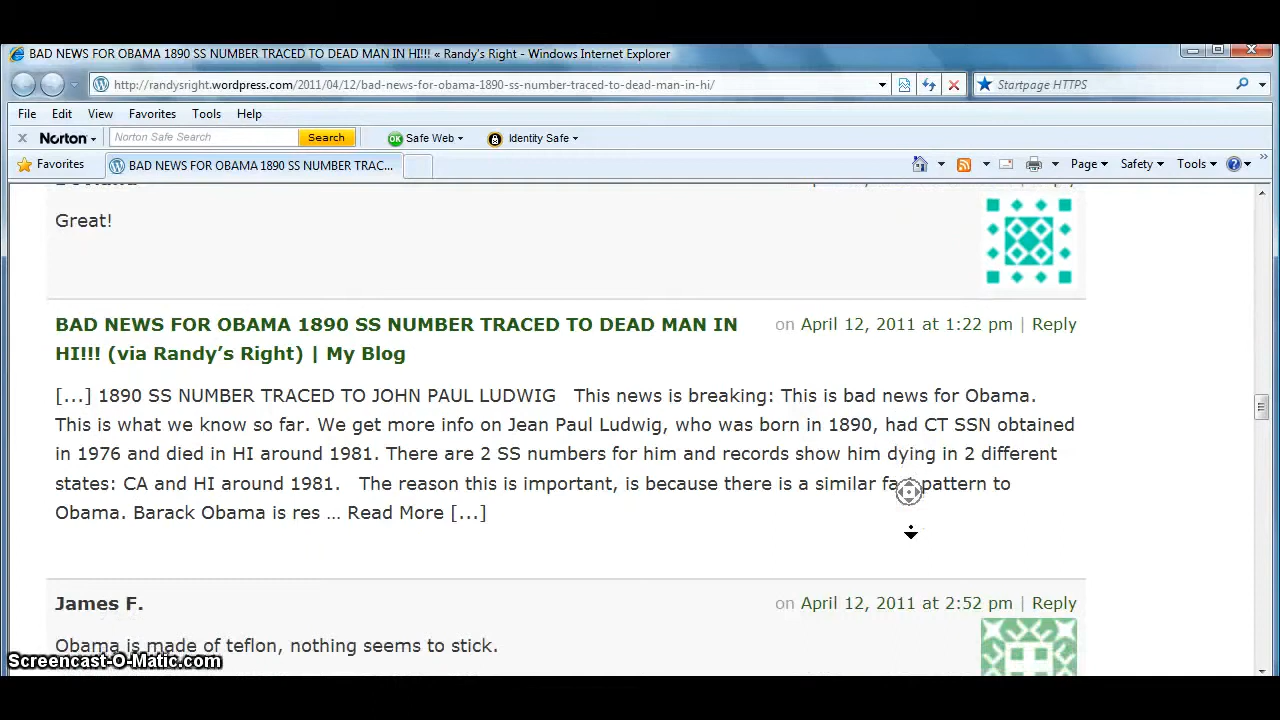 BAD NEWS FOR OBAMA 1890 SS NUMBER TRACED TO DEAD MAN IN HI!!! « Randy's Right - Windows Internet Explorer
http://randysright.wordpress.com/2011/04/12/bad-news-for-obama-1890-ss-number-traced-to-dead-man-in-hi/
Startpage HTTPS
File Edit View Favorites Tools Help
Norton Norton Safe Search Search OK Safe Web Identity Safe
Favorites BAD NEWS FOR OBAMA 1890 SS NUMBER TRAC... Page Safety Tools
Great!
BAD NEWS FOR OBAMA 1890 SS NUMBER TRACED TO DEAD MAN IN
on April 12, 2011 at 1:22 pm | Reply
HI!!! (via Randy's Right) | My Blog
[...] 1890 SS NUMBER TRACED TO JOHN PAUL LUDWIG This news is breaking: This is bad news for Obama.
This is what we know so far. We get more info on Jean Paul Ludwig, who was born in 1890, had CT SSN obtained
in 1976 and died in HI around 1981. There are 2 SS numbers for him and records show him dying in 2 different
states: CA and HI around 1981. The reason this is important, is because there is a similar pattern to
Obama. Barack Obama is res ... Read More [...]
James F.
on April 12, 2011 at 2:52 pm | Reply
Obama is made of teflon, nothing seems to stick.
Screencast-O-Matic.com